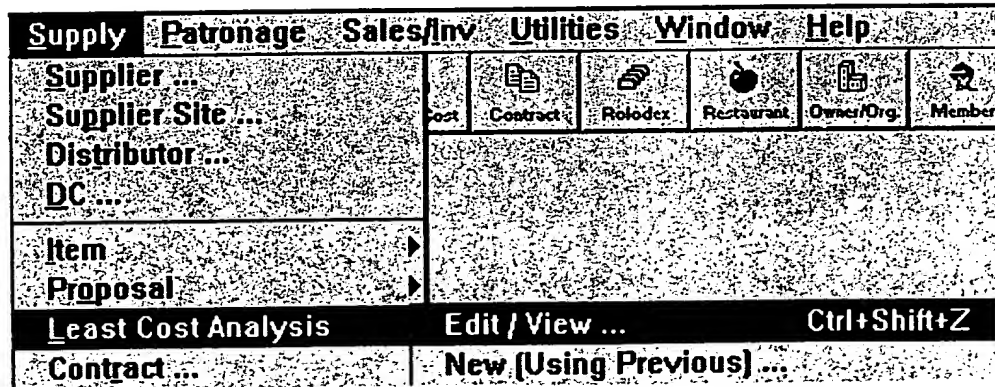 Supply Patronage Sales/Inv Utilities Window Help
Supplier ...
Supplier Site ...
Distributor ...
DC ...
Cost Contract Rolodex Restaurant Owner/Org. Member
Item
Proposal
Least Cost Analysis Edit / View ... Ctrl+Shift+Z
Contract ... New (Using Previous) ...